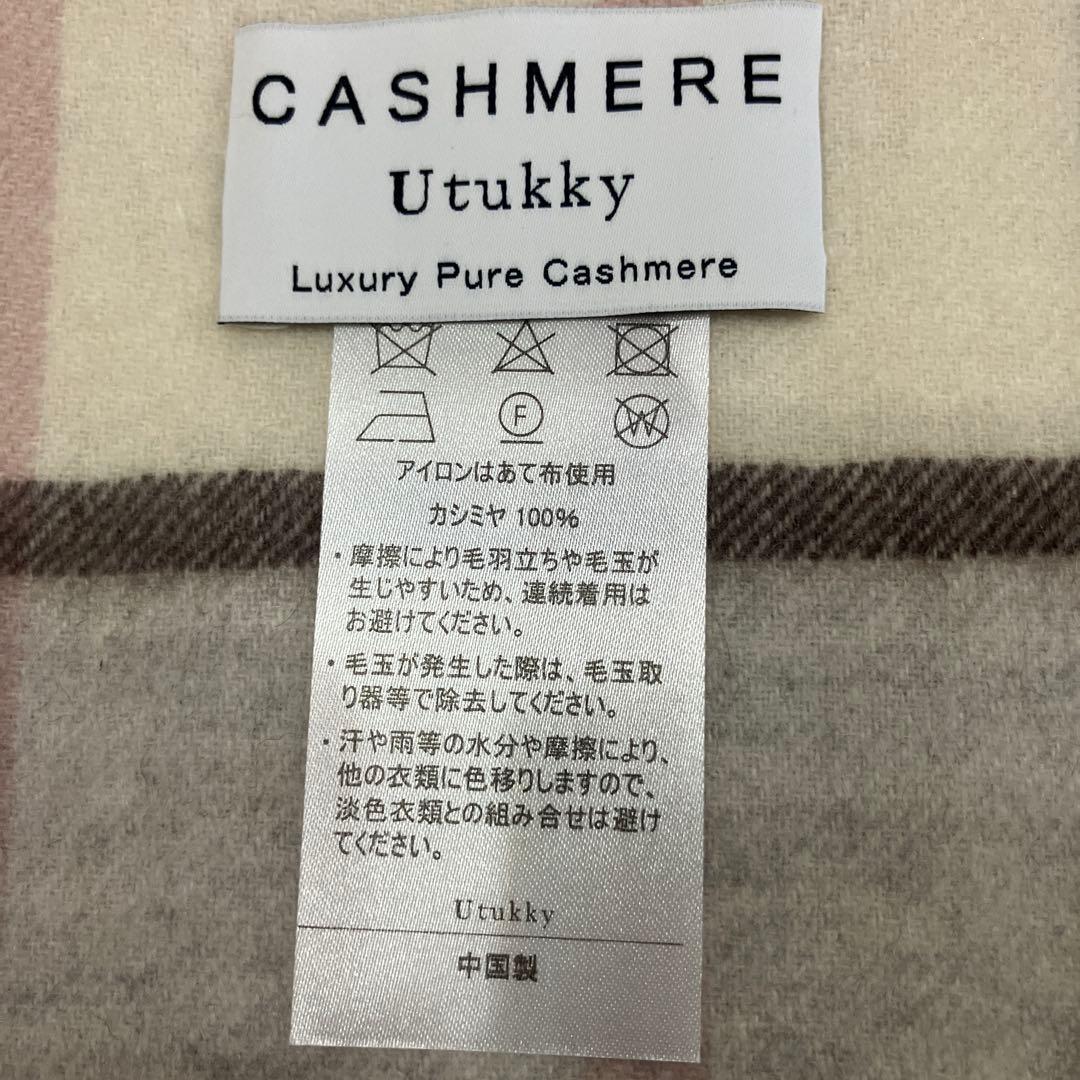 CASHMERE
Utukky
Luxury Pure Cashmere
F
W
アイロンはあて布使用
カシミヤ 100%
・摩擦により毛羽立ちや毛玉が
生じやすいため、連続着用は
お避けてください。
・毛玉が発生した際は、毛玉取
り器等で除去してください。
・汗や雨等の水分や摩擦により、
他の衣類に色移りしますので、
淡色衣類との組み合せは避け
てください。
Utukky
中国製